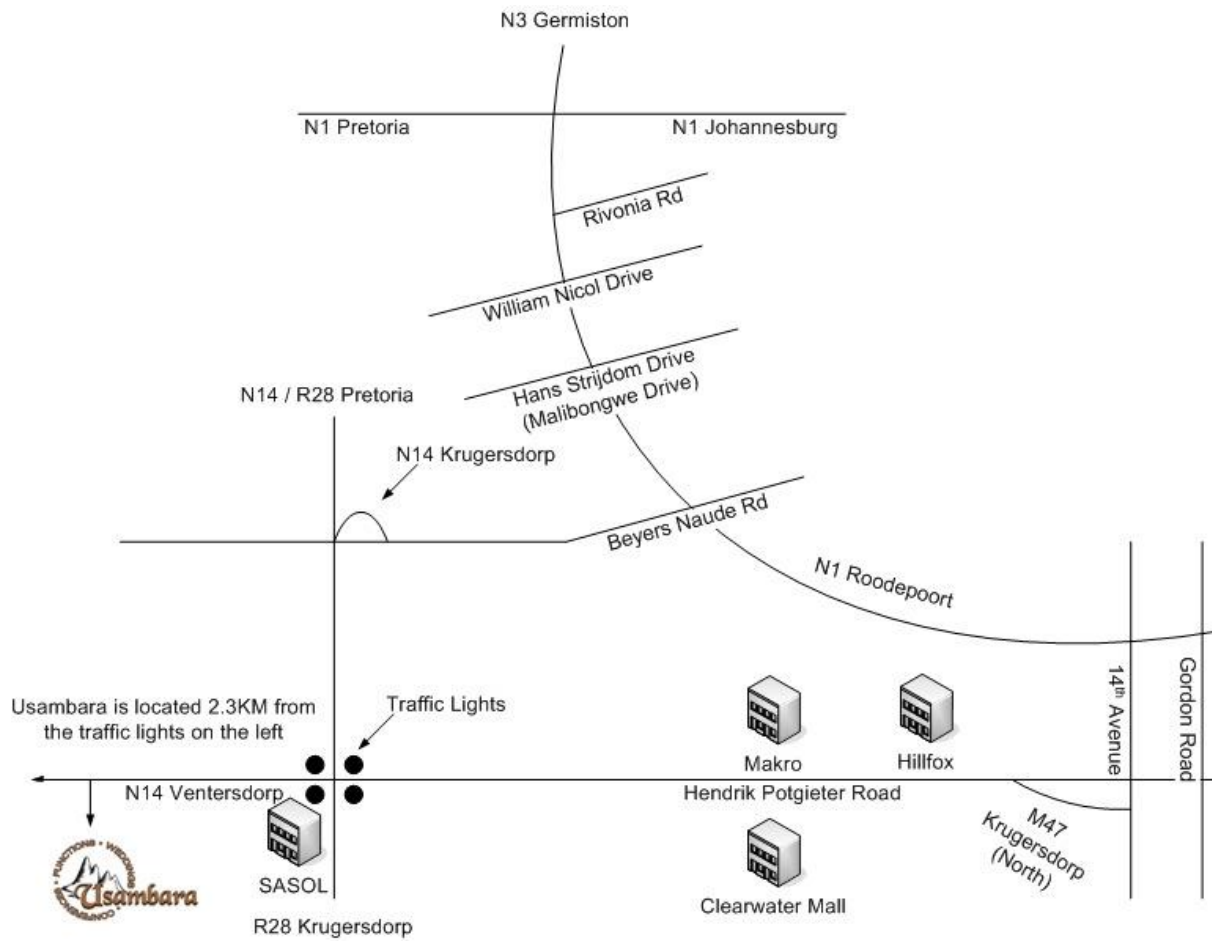 N3 Germiston
N1 Pretoria
N1 Johannesburg
Rivonia Rd
William Nicol Drive
Hans Strijdom Drive
(Malibongwe Drive)
N14 / R28 Pretoria
N14 Krugersdorp
Beyers Naude Rd
N1 Roodepoort
14th Avenue
Gordon Road
Usambara is located 2.3KM from
the traffic lights on the left
Traffic Lights
Makro
Hillfox
N14 Ventersdorp
Hendrik Potgieter Road
M47
Krugersdorp
(North)
SASOL
Clearwater Mall
R28 Krugersdorp
CONFERENCES • FUNCTIONS • WEDDINGS
Usambara